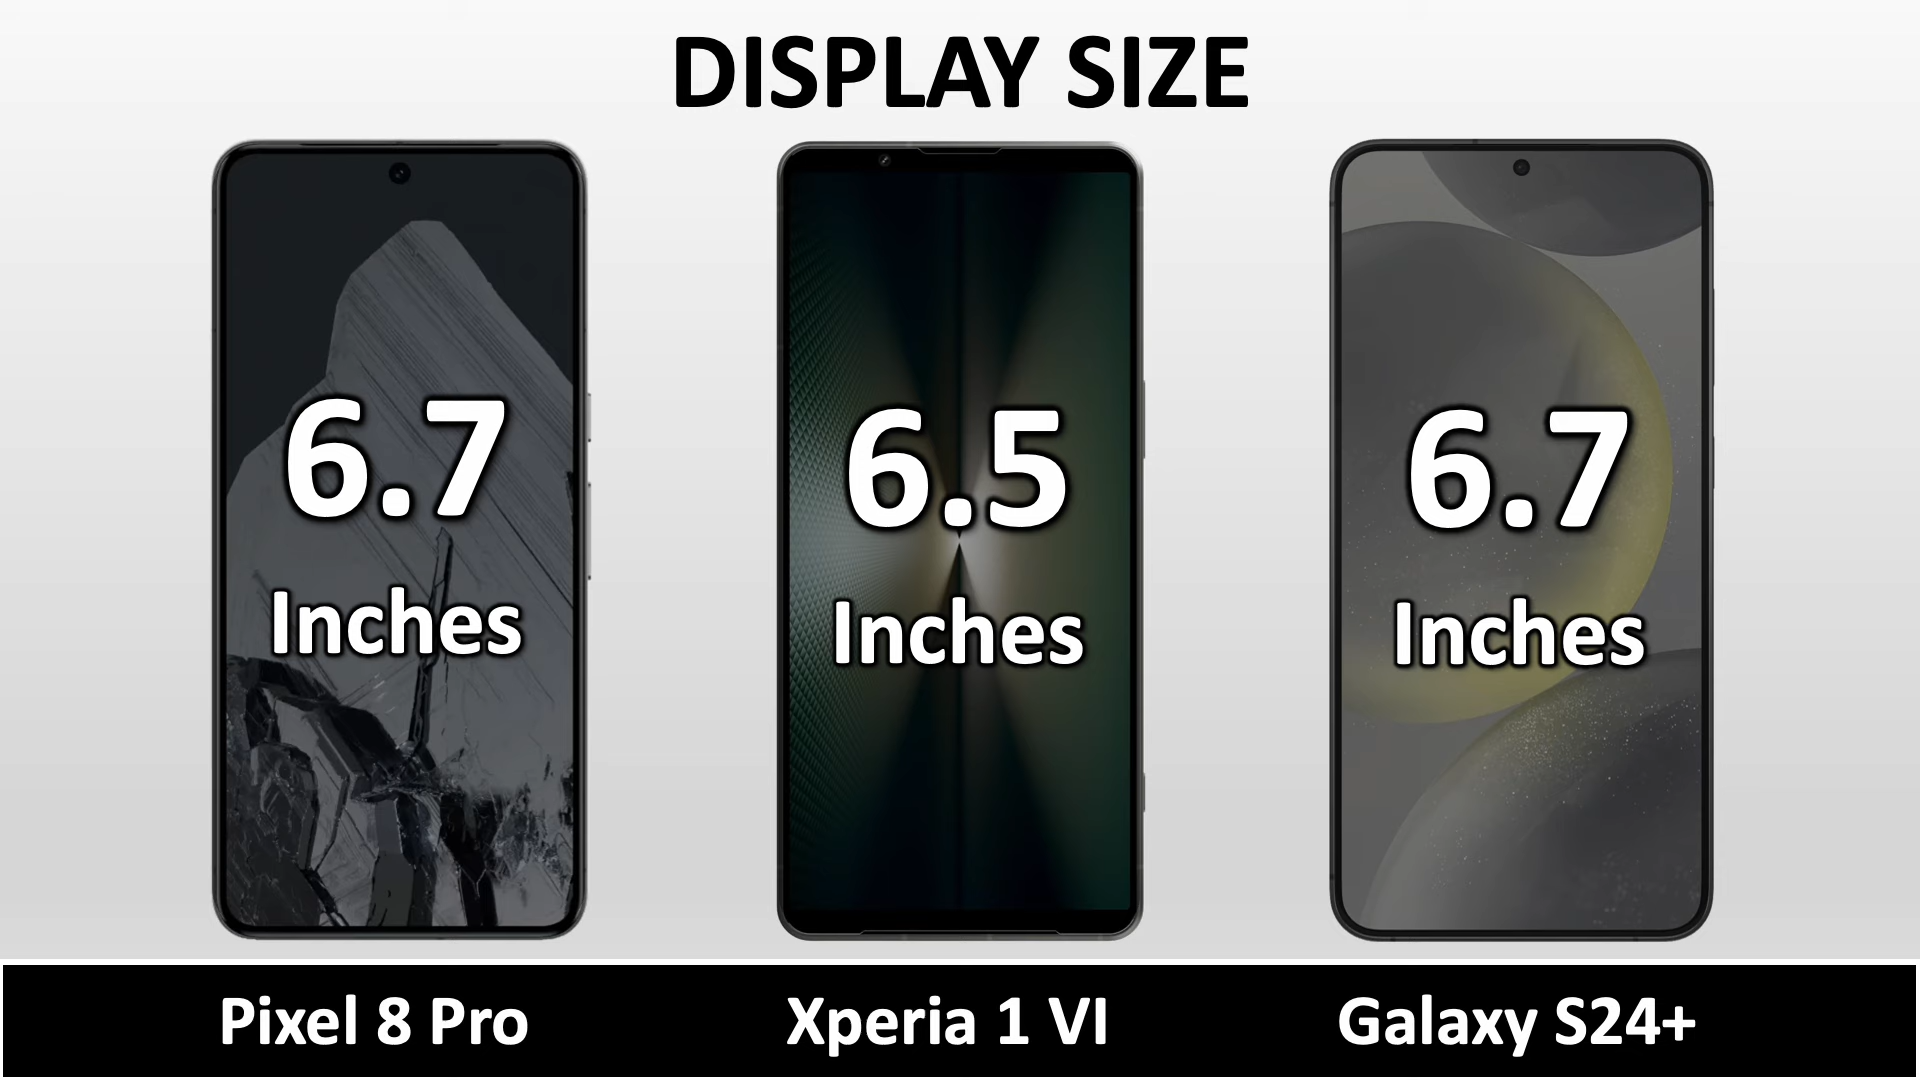 DISPLAY SIZE
6.7
Inches
6.5
Inches
6.7
Inches
Pixel 8 Pro
Xperia 1 VI
Galaxy S24+